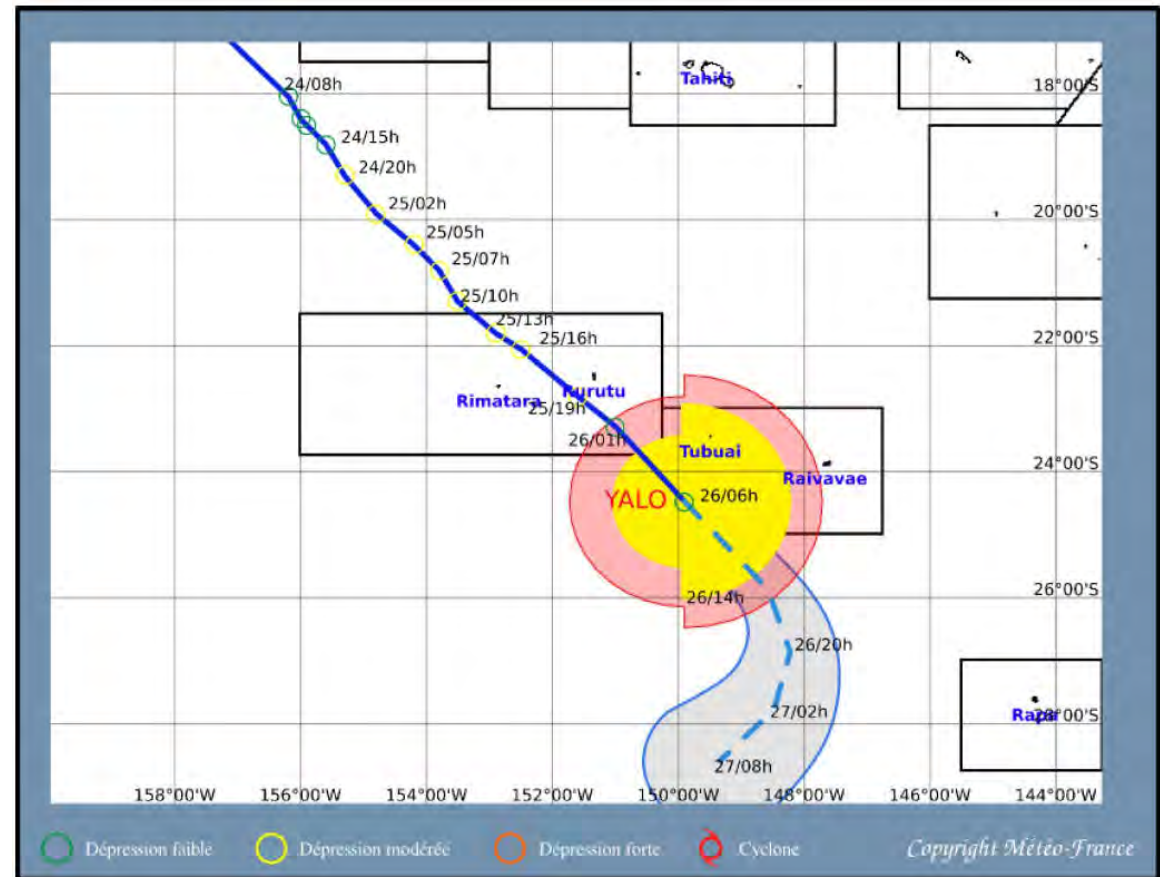 Tahiti
18°00'S
24/08h
24/15h
24/20h
25/02h
20°00'S
25/05h
25/07h
25/10h
25/13h
25/16h
22°00'S
Rurutu
Rimatara
25/19h
26/01h
Tubuai
24°00'S
Raivavae
YALO
26/06h
26°00'S
26/14h
26/20h
27/02h
Rapa
28°00'S
27/08h
158°00'W
156°00'W
154°00'W
152°00'W
150°00'W
148°00'W
146°00'W
144°00'W
Dépression faible
Dépression modérée
Dépression forte
Cyclone
Copyright Météo-France